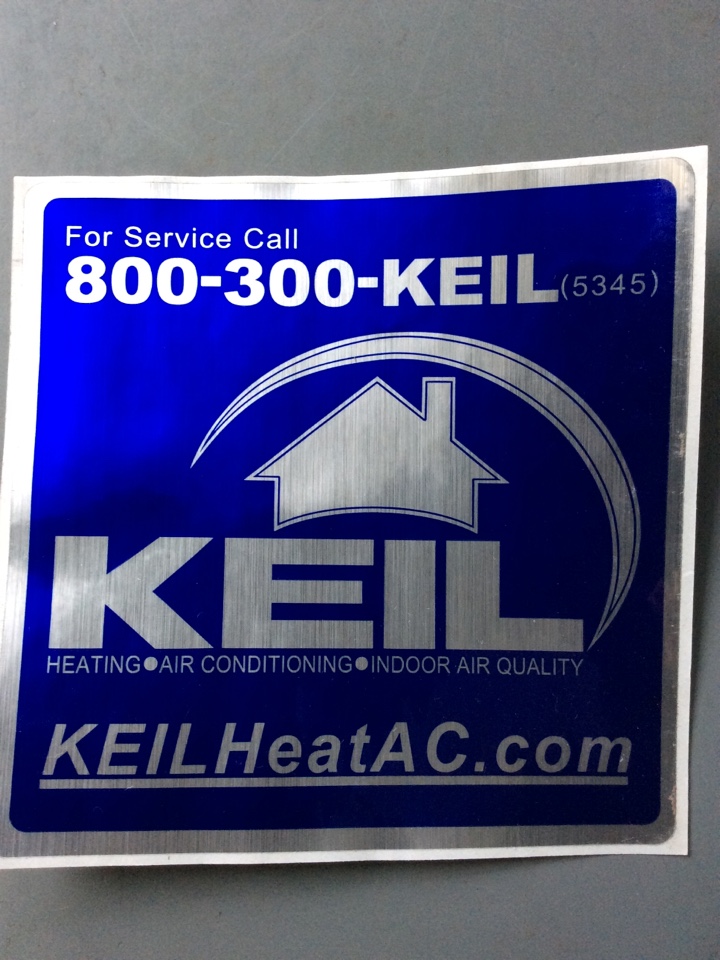 For Service Call
800-300-KEIL(5345)
KEIL
HEATING●AIR CONDITIONING●INDOOR AIR QUALITY
KEILHeatAC.com